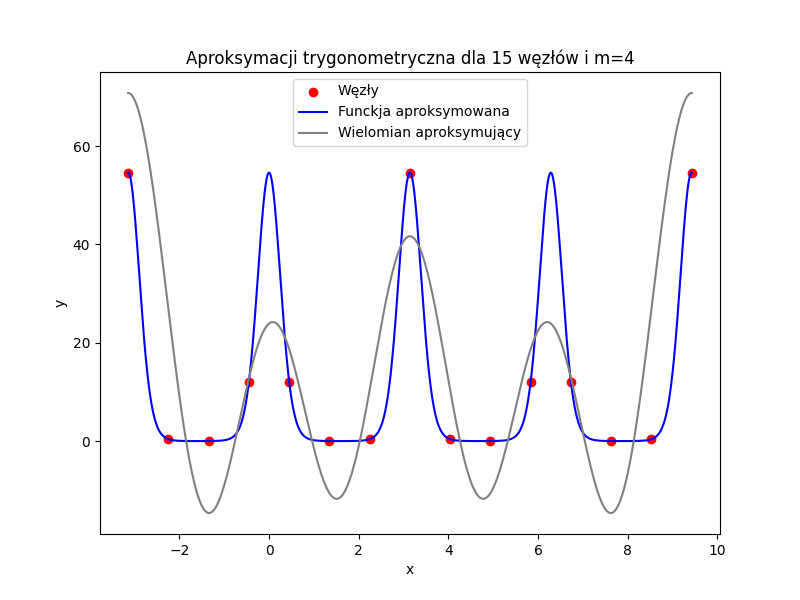 Aproksymacji trygonometryczna dla 15 węzłów i m=4
Węzły
Funckja aproksymowana
Wielomian aproksymujący
60
40
20
0
y
−2
0
2
4
6
8
10
x